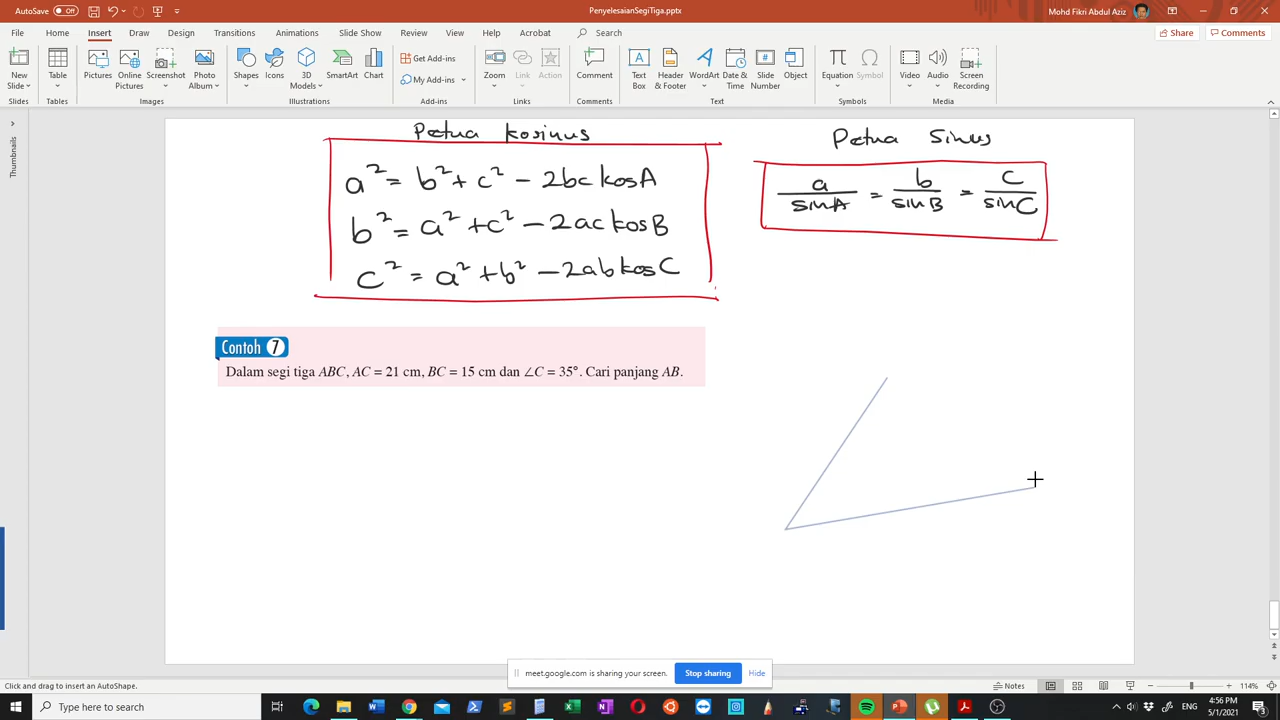 AutoSave Off
PenyelesaianSegiTiga.pptx
Mohd Fikri Abdul Aziz
File Home Insert Draw Design Transitions Animations Slide Show Review View Help Acrobat Search
Share Comments
New Slide
Table
Pictures
Online Pictures
Screenshot
Photo Album
Shapes
Icons
3D Models
SmartArt
Chart
Get Add-ins
My Add-ins
Zoom
Link
Action
Comment
Text Box
Header & Footer
WordArt
Date & Time
Slide Number
Object
Equation
Symbol
Video
Audio
Screen Recording
Slides Tables Images Illustrations Add-ins Links Comments Text Symbols Media
Thumbnails
Petua Kosinus
a² = b² + c² - 2bc kosA
b² = a² + c² - 2ac kosB
c² = a² + b² - 2ab kosC
Petua Sinus
a/sinA = b/sinB = c/sinC
Contoh 7
Dalam segi tiga ABC, AC = 21 cm, BC = 15 cm dan ∠C = 35°. Cari panjang AB.
meet.google.com is sharing your screen. Stop sharing Hide
Click and drag to insert an AutoShape.
Notes
114%
Type here to search
4:56 PM
5/1/2021